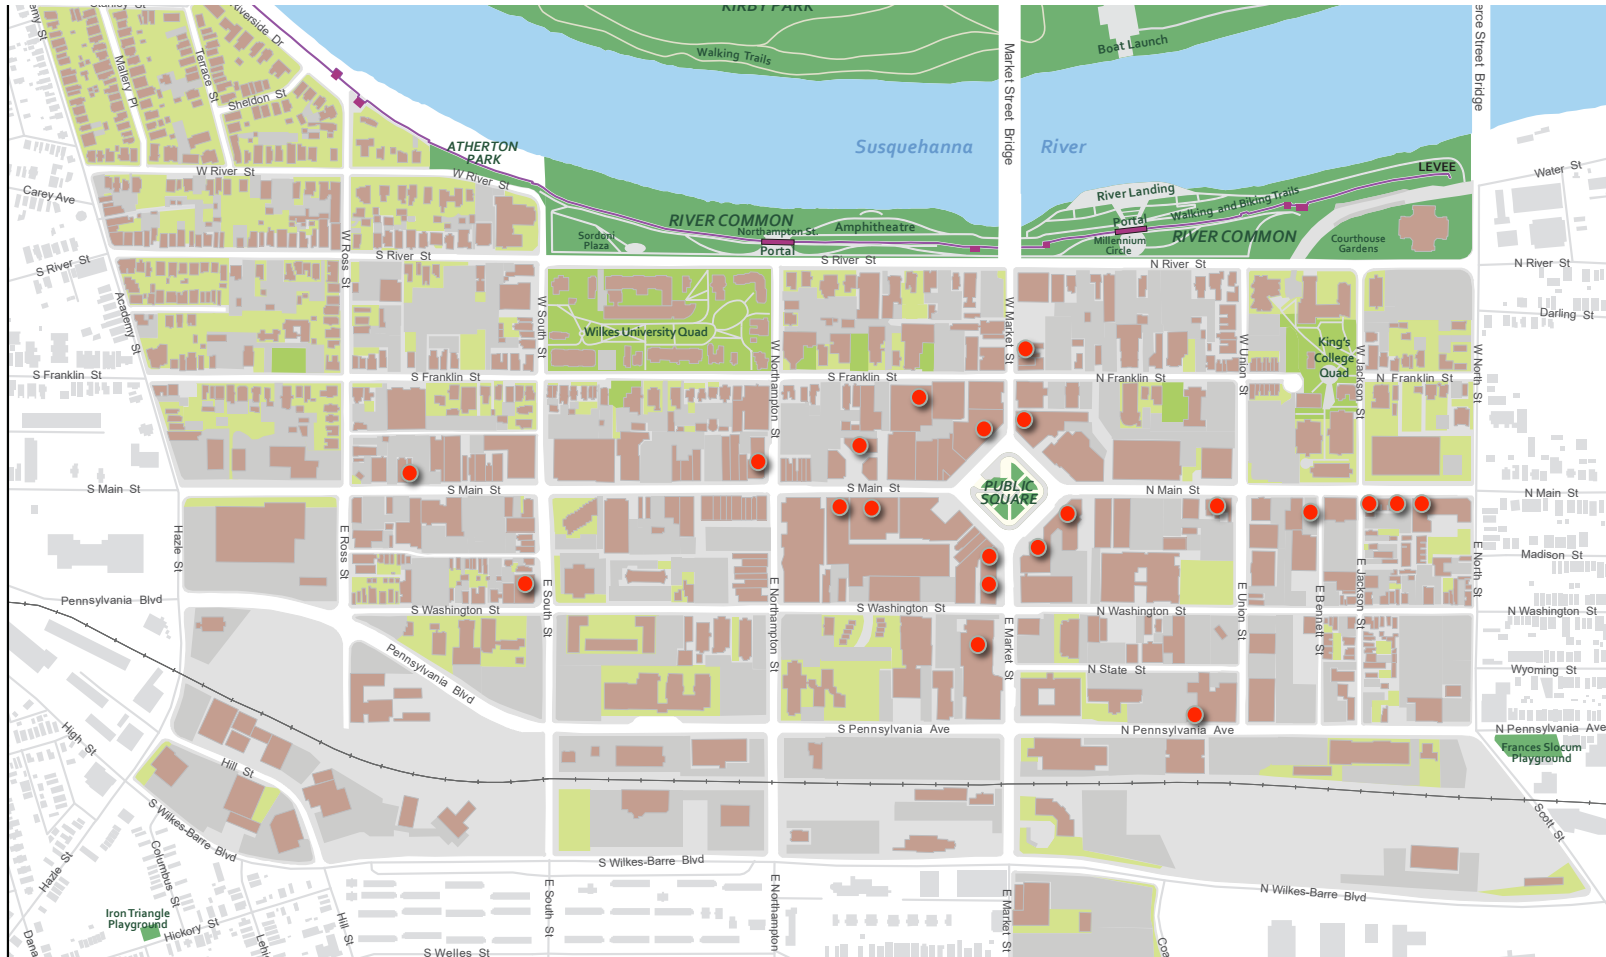 Stanley St
KIRBY PARK
Riverside Dr
Walking Trails
Boat Launch
Market Street Bridge
Street Bridge
Mallery Pl
Terrace St
Sheldon St
Susquehanna River
ATHERTON
PARK
W River St
W River St
LEVEE
Water St
Carey Ave
River Landing
Walking and Biking Trails
RIVER COMMON
Northampton St.
Portal
Amphitheatre
Portal
Millennium
Circle
RIVER COMMON
Courthouse
Gardens
Sordoni
Plaza
W Ross St
S River St
S River St
S River St
N River St
N River St
Academy St
W South St
Wilkes University Quad
W Northampton St
W Market St
W Union St
King's
College
Quad
W Jackson St
W North St
Darling St
S Franklin St
S Franklin St
S Franklin St
N Franklin St
N Franklin St
S Main St
S Main St
S Main St
PUBLIC
SQUARE
N Main St
N Main St
Hazle St
E Ross St
E South St
E Northampton St
E Market St
E Union St
E Bennett St
E Jackson St
E North St
Madison St
Pennsylvania Blvd
S Washington St
S Washington St
N Washington St
N Washington St
Pennsylvania Blvd
N State St
Wyoming St
S Pennsylvania Ave
N Pennsylvania Ave
N Pennsylvania Ave
Frances Slocum
Playground
High St
Hill St
S Wilkes-Barre Blvd
Scott St
S Wilkes-Barre Blvd
N Wilkes-Barre Blvd
Hazle St
Columbus St
E South St
E Northampton
E Market St
Iron Triangle
Playground
Hickory St
Hill St
S Welles St